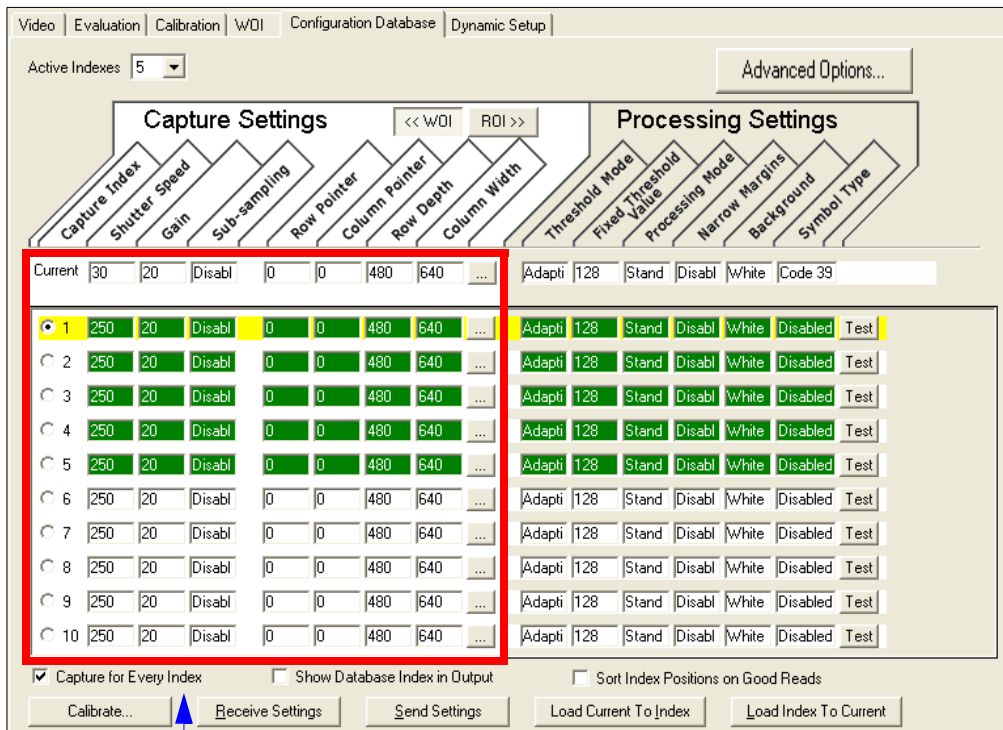 Video Evaluation Calibration WOI Configuration Database Dynamic Setup
Active Indexes 5 Advanced Options...
Capture Settings << WOI ROI >> Processing Settings
Capture Index Shutter Speed Gain Sub-sampling Row Pointer Column Pointer Row Depth Column Width Threshold Mode Fixed Threshold Value Processing Mode Narrow Margins Background Symbol Type
Current 30 20 Disabl 0 0 480 640 ... Adapti 128 Stand Disabl White Code 39
1 250 20 Disabl 0 0 480 640 ... Adapti 128 Stand Disabl White Disabled Test
2 250 20 Disabl 0 0 480 640 ... Adapti 128 Stand Disabl White Disabled Test
3 250 20 Disabl 0 0 480 640 ... Adapti 128 Stand Disabl White Disabled Test
4 250 20 Disabl 0 0 480 640 ... Adapti 128 Stand Disabl White Disabled Test
5 250 20 Disabl 0 0 480 640 ... Adapti 128 Stand Disabl White Disabled Test
6 250 20 Disabl 0 0 480 640 ... Adapti 128 Stand Disabl White Disabled Test
7 250 20 Disabl 0 0 480 640 ... Adapti 128 Stand Disabl White Disabled Test
8 250 20 Disabl 0 0 480 640 ... Adapti 128 Stand Disabl White Disabled Test
9 250 20 Disabl 0 0 480 640 ... Adapti 128 Stand Disabl White Disabled Test
10 250 20 Disabl 0 0 480 640 ... Adapti 128 Stand Disabl White Disabled Test
Capture for Every Index Show Database Index in Output Sort Index Positions on Good Reads
Calibrate... Receive Settings Send Settings Load Current To Index Load Index To Current